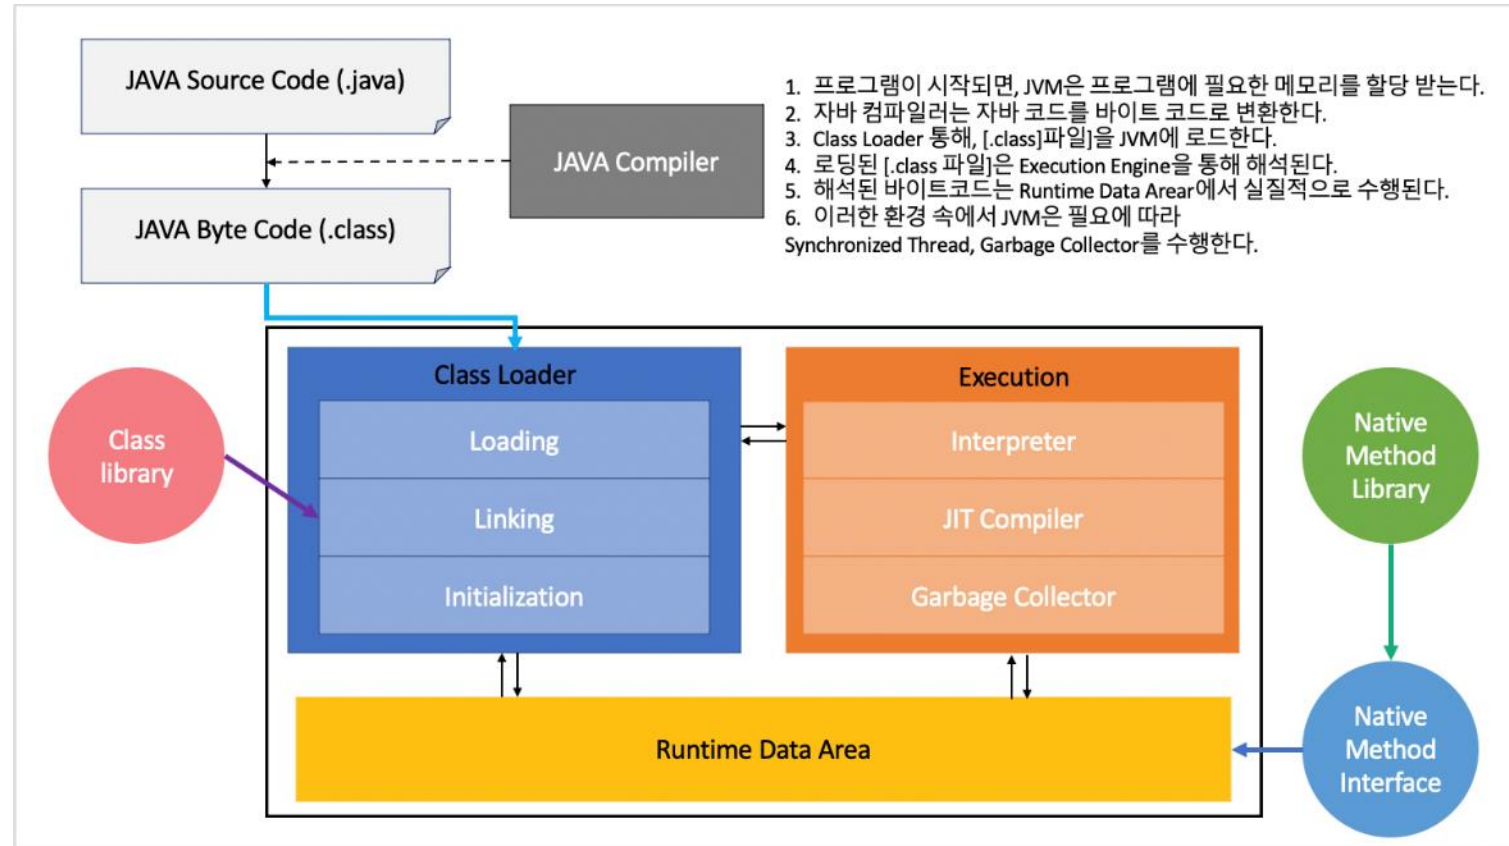 JAVA Source Code (.java)
JAVA Compiler
JAVA Byte Code (.class)
1. 프로그램이 시작되면, JVM은 프로그램에 필요한 메모리를 할당 받는다.
2. 자바 컴파일러는 자바 코드를 바이트 코드로 변환한다.
3. Class Loader 통해, [.class]파일]을 JVM에 로드한다.
4. 로딩된 [.class 파일]은 Execution Engine을 통해 해석된다.
5. 해석된 바이트코드는 Runtime Data Arear에서 실질적으로 수행된다.
6. 이러한 환경 속에서 JVM은 필요에 따라
Synchronized Thread, Garbage Collector를 수행한다.
Class
library
Class Loader
Loading
Linking
Initialization
Execution
Interpreter
JIT Compiler
Garbage Collector
Native
Method
Library
Runtime Data Area
Native
Method
Interface